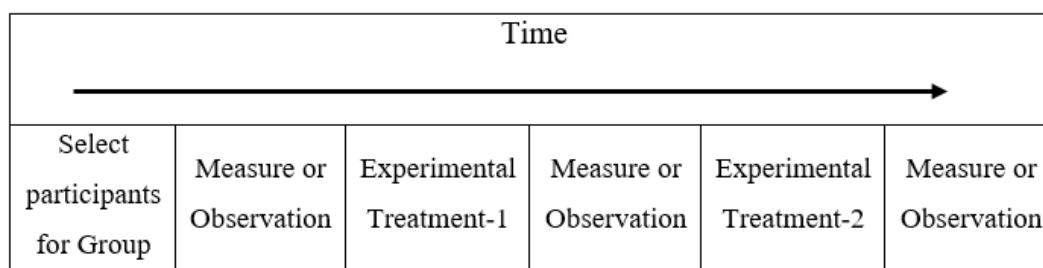 Time
Select
participants
for Group
Measure or
Observation
Experimental
Treatment-1
Measure or
Observation
Experimental
Treatment-2
Measure or
Observation